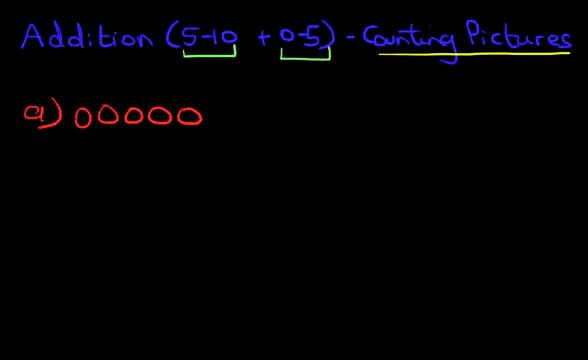 Addition (5-10 + 0-5) - Counting Pictures
a) 00000